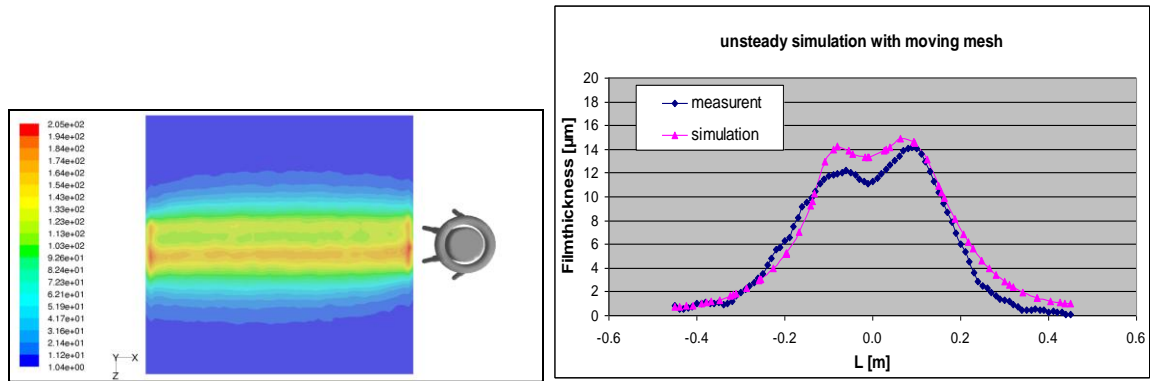 2.05e+02
1.94e+02
1.84e+02
1.74e+02
1.64e+02
1.54e+02
1.43e+02
1.33e+02
1.23e+02
1.13e+02
1.03e+02
9.26e+01
8.24e+01
7.23e+01
6.21e+01
5.19e+01
4.17e+01
3.16e+01
2.14e+01
1.12e+01
1.04e+00
Y X
Z
unsteady simulation with moving mesh
Filmthickness [µm]
20
18
16
14
12
10
8
6
4
2
0
measurent
simulation
-0.6 -0.4 -0.2 0.0 0.2 0.4 0.6
L [m]